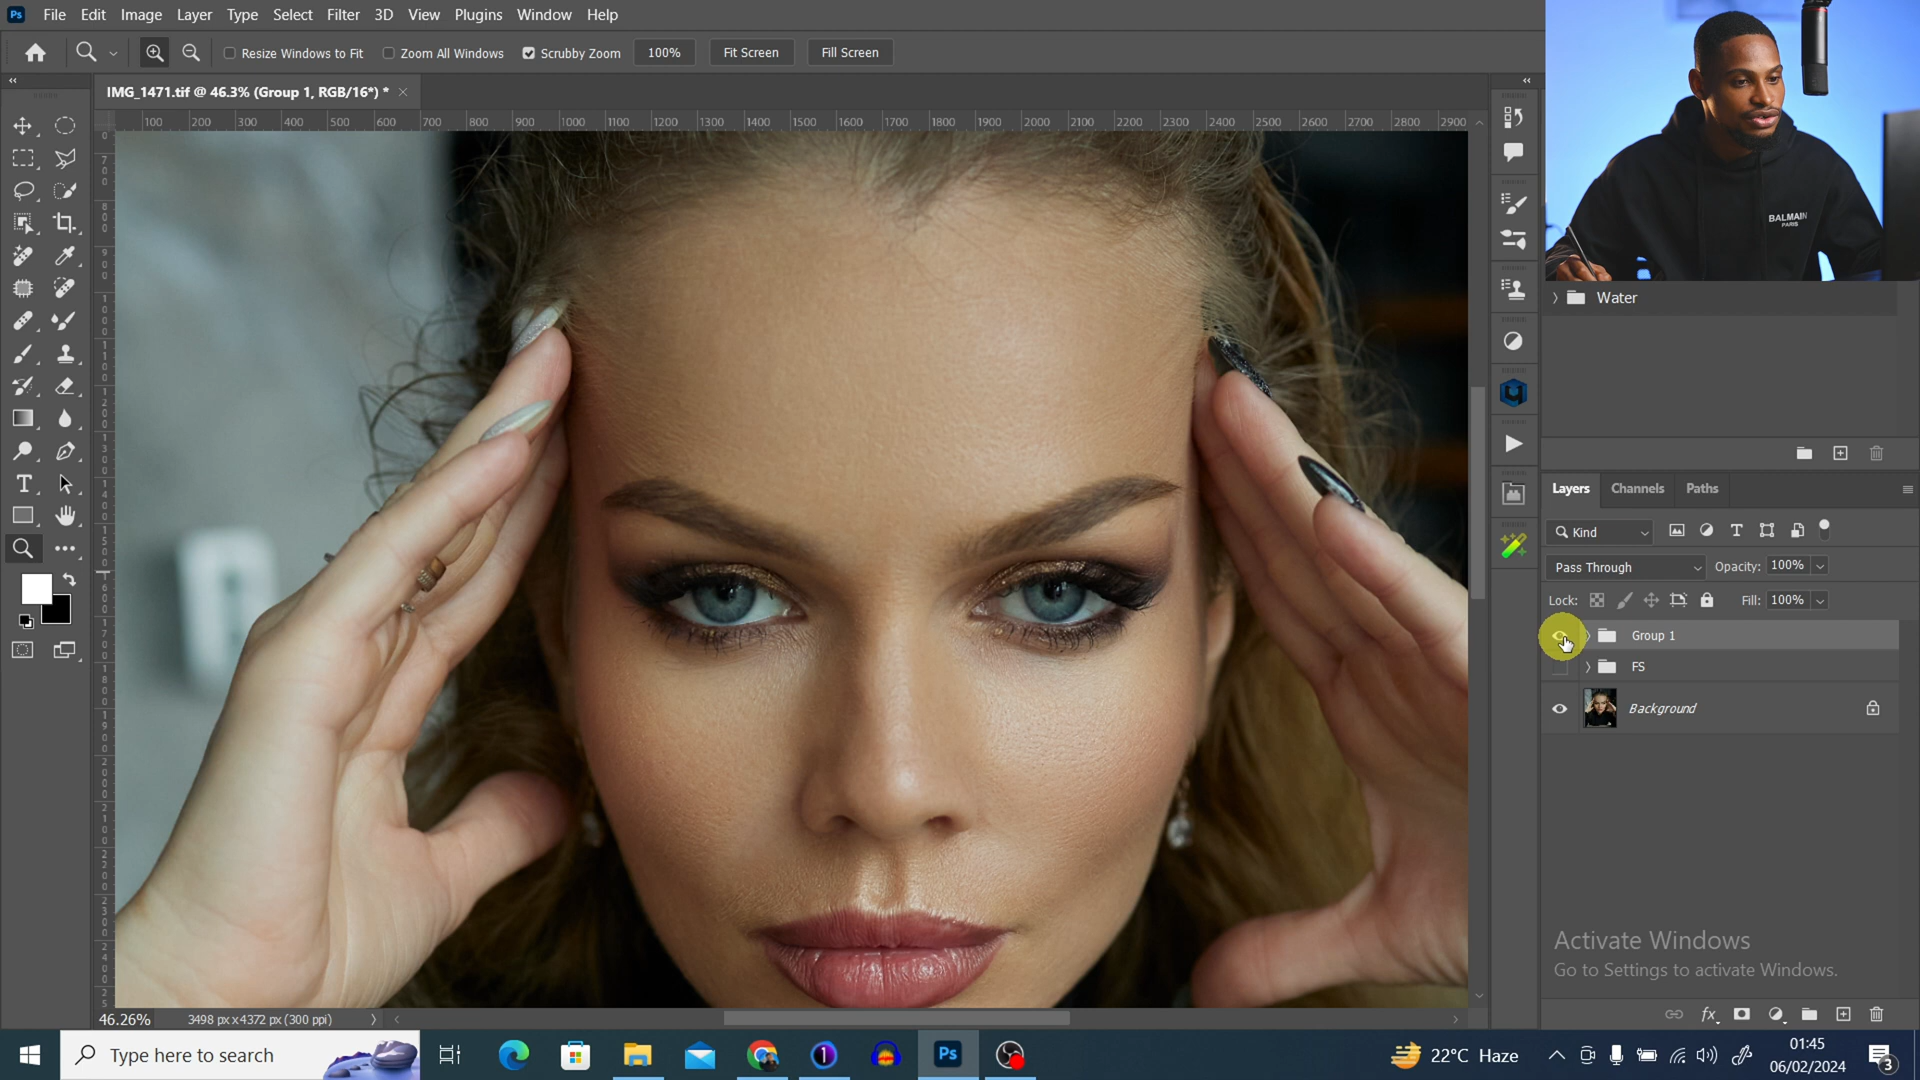 Ps File Edit Image Layer Type Select Filter 3D View Plugins Window Help
Resize Windows to Fit Zoom All Windows Scrubby Zoom 100% Fit Screen Fill Screen
IMG_1471.tif @ 46.3% (Group 1, RGB/16*) *
100 200 300 400 500 600 700 800 900 1000 1100 1200 1300 1400 1500 1600 1700 1800 1900 2000 2100 2200 2300 2400 2500 2600 2700 2800 2900
BALMAIN
PARIS
Water
Layers Channels Paths
Kind
Pass Through Opacity: 100%
Lock: Fill: 100%
Group 1
FS
Background
Activate Windows
Go to Settings to activate Windows.
46.26% 3498 px x 4372 px (300 ppi)
Type here to search
Ps
22°C Haze
01:45
06/02/2024
3